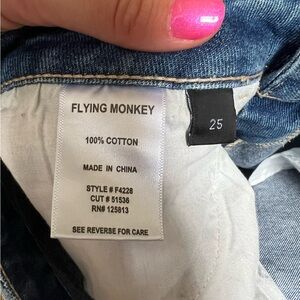 FLYING MONKEY
25
100% COTTON
MADE IN CHINA
STYLE # F4228
CUT # 51536
RN# 125813
SEE REVERSE FOR CARE